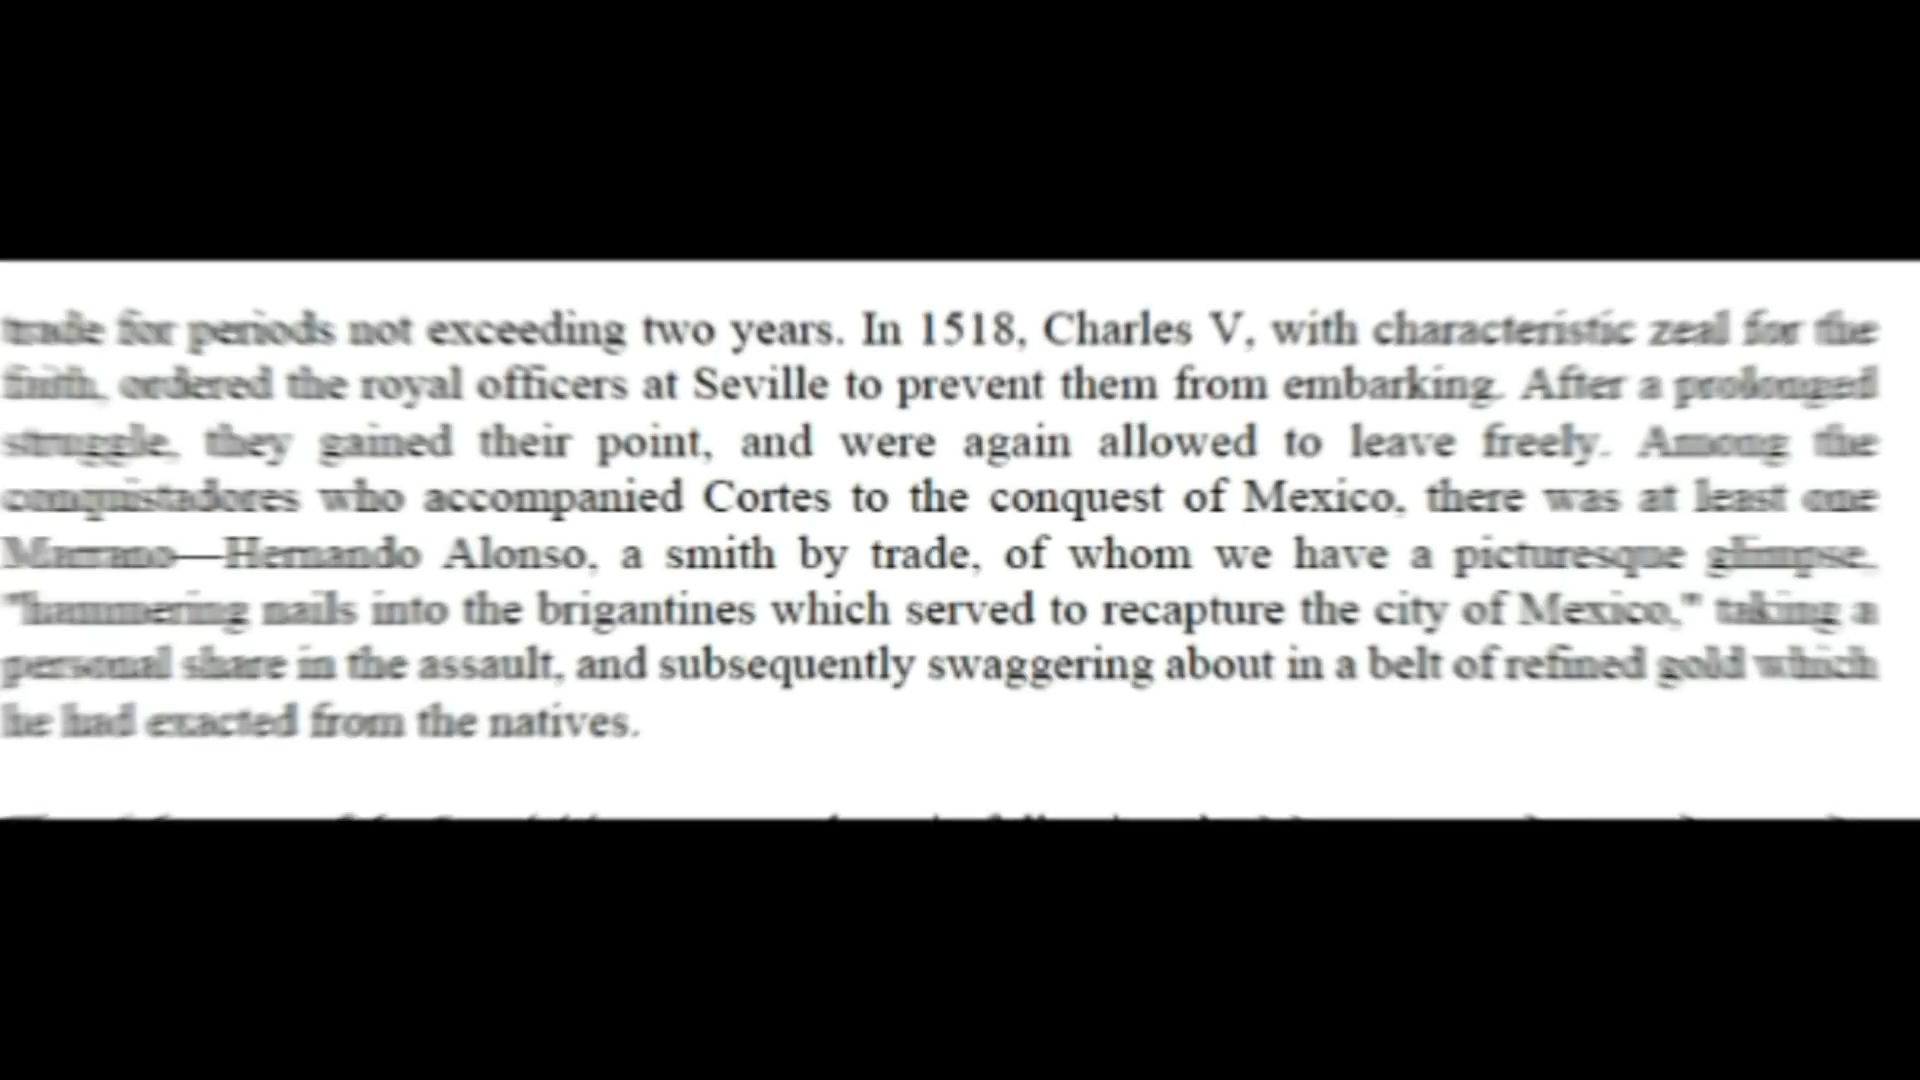 trade for periods not exceeding two years. In 1518, Charles V, with characteristic zeal for the
faith, ordered the royal officers at Seville to prevent them from embarking. After a prolonged
struggle, they gained their point, and were again allowed to leave freely. Among the
conquistadores who accompanied Cortes to the conquest of Mexico, there was at least one
Marrano—Hernando Alonso, a smith by trade, of whom we have a picturesque glimpse,
"hammering nails into the brigantines which served to recapture the city of Mexico," taking a
personal share in the assault, and subsequently swaggering about in a belt of refined gold which
he had exacted from the natives.